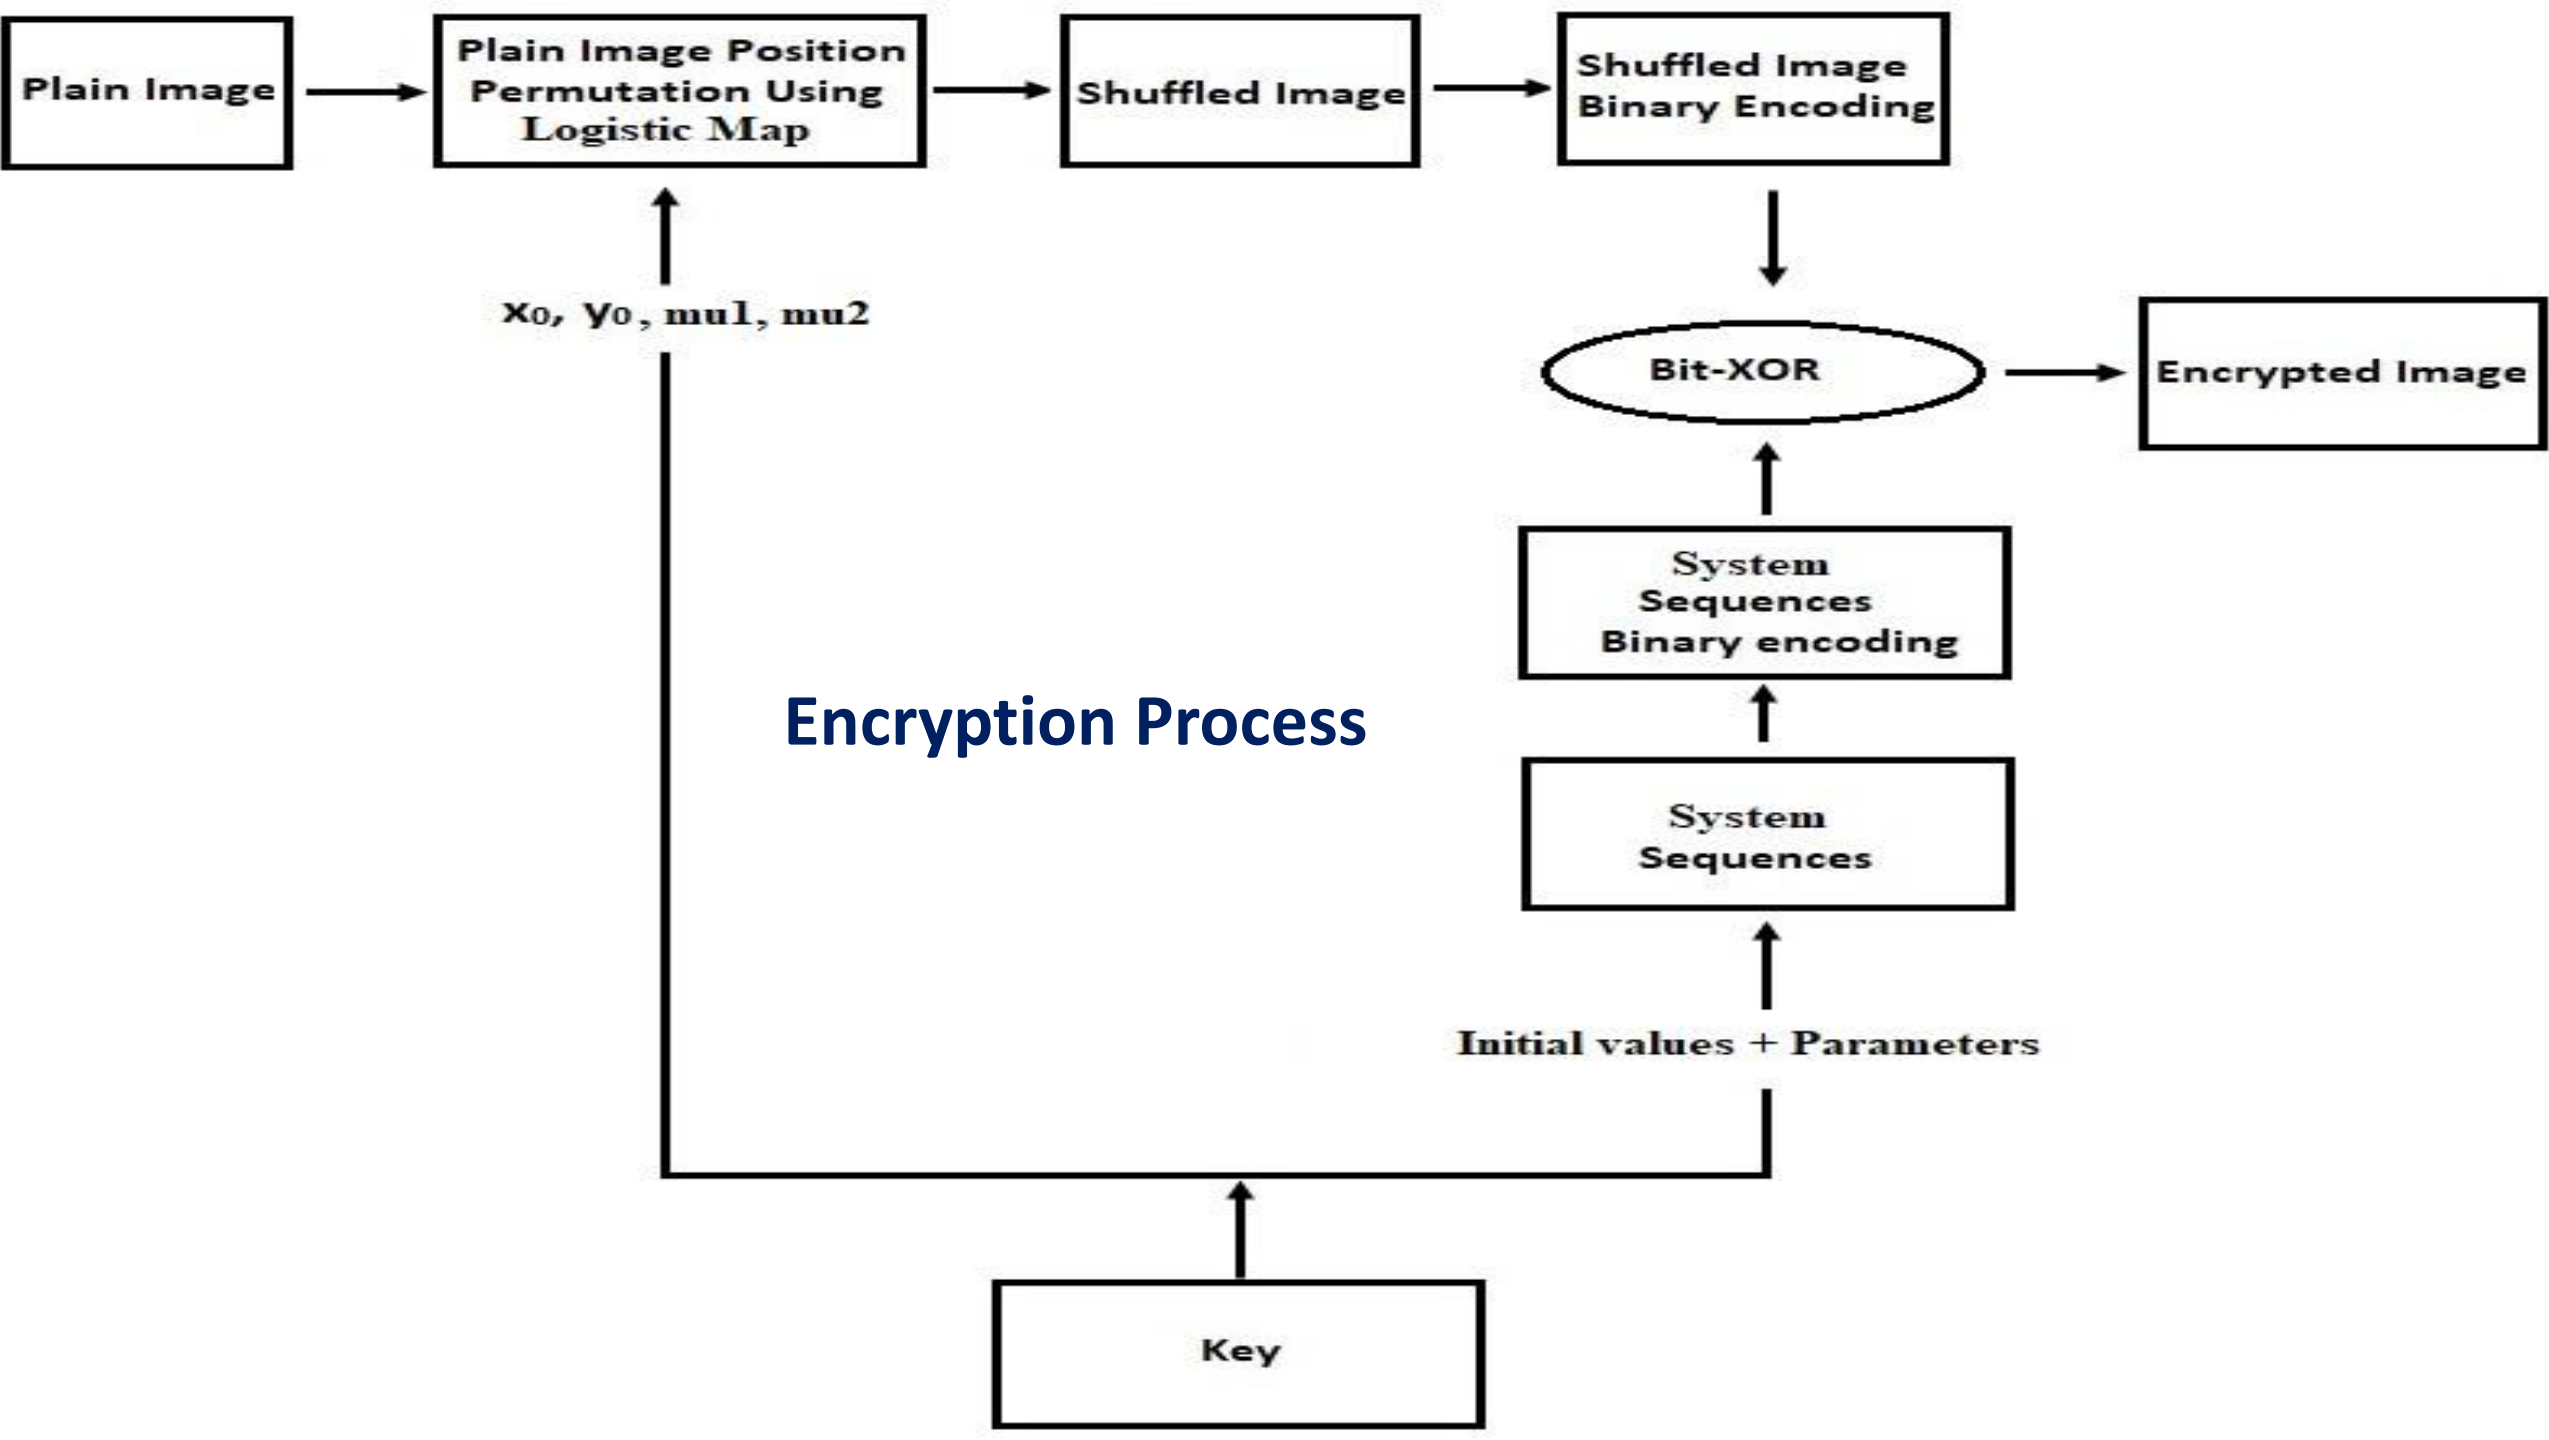 Plain Image
Plain Image Position
Permutation Using
Logistic Map
Shuffled Image
Shuffled Image
Binary Encoding
x₀, y₀, mu1, mu2
Bit-XOR
Encrypted Image
System
Sequences
Binary encoding
Encryption Process
System
Sequences
Initial values + Parameters
Key